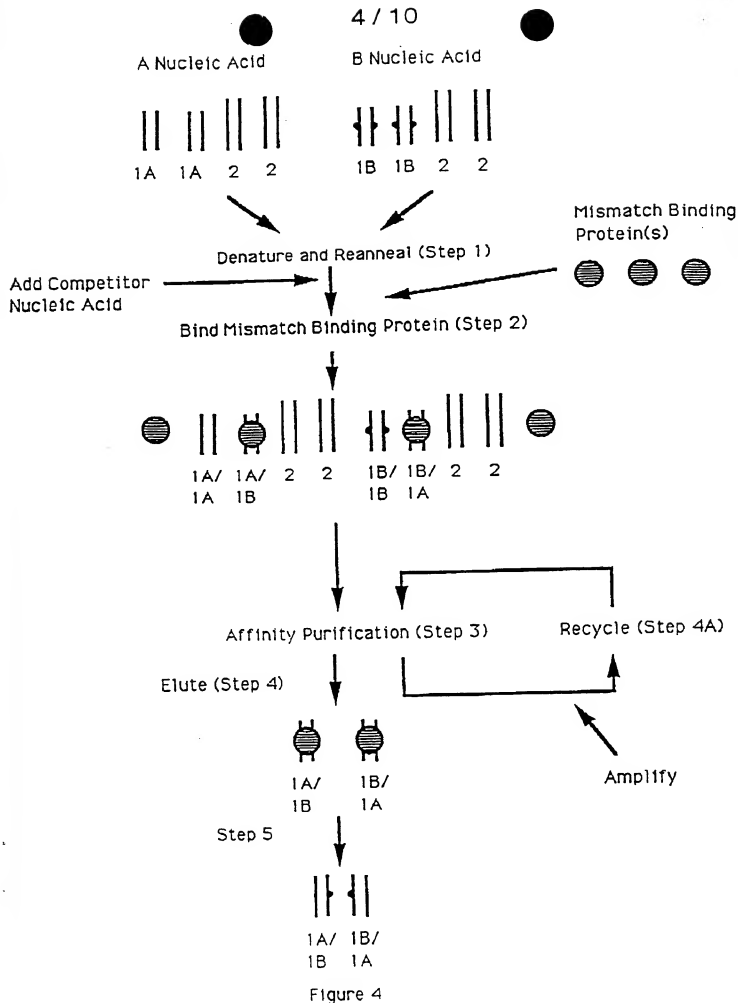 4 / 10
A Nucleic Acid
B Nucleic Acid
1A 1A 2 2
1B 1B 2 2
Mismatch Binding
Protein(s)
Denature and Reanneal (Step 1)
Add Competitor
Nucleic Acid
Bind Mismatch Binding Protein (Step 2)
1A/ 1A/ 2 2 1B/ 1B/ 2 2
1A 1B 1B 1A
Affinity Purification (Step 3)
Recycle (Step 4A)
Elute (Step 4)
1A/ 1B/
1B 1A
Amplify
Step 5
1A/ 1B/
1B 1A
Figure 4